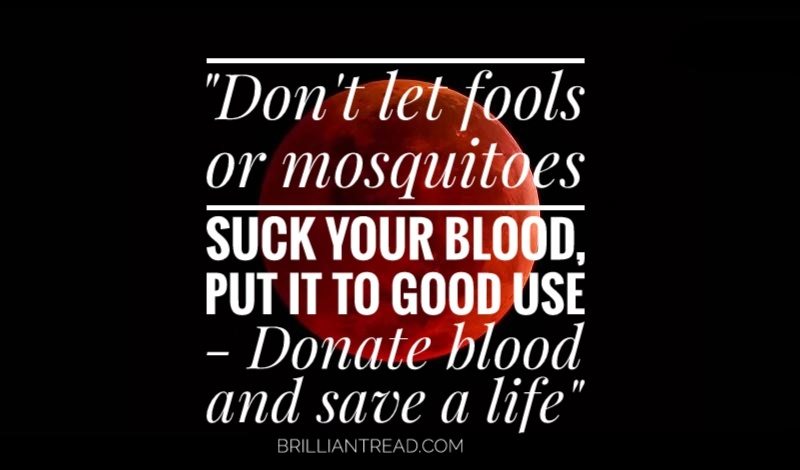 "Don't let fools
or mosquitoes
SUCK YOUR BLOOD,
PUT IT TO GOOD USE
- Donate blood
and save a life"
BRILLIANTREAD.COM